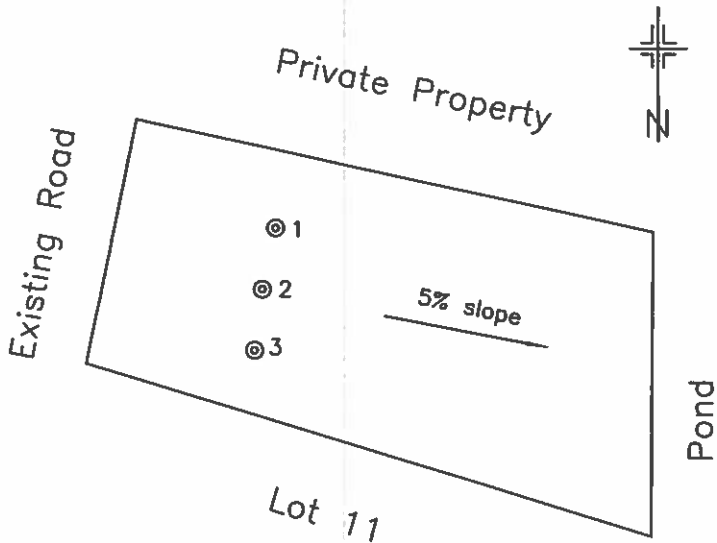 Private Property
N
Existing Road
1
2
3
5% slope
Pond
Lot 11